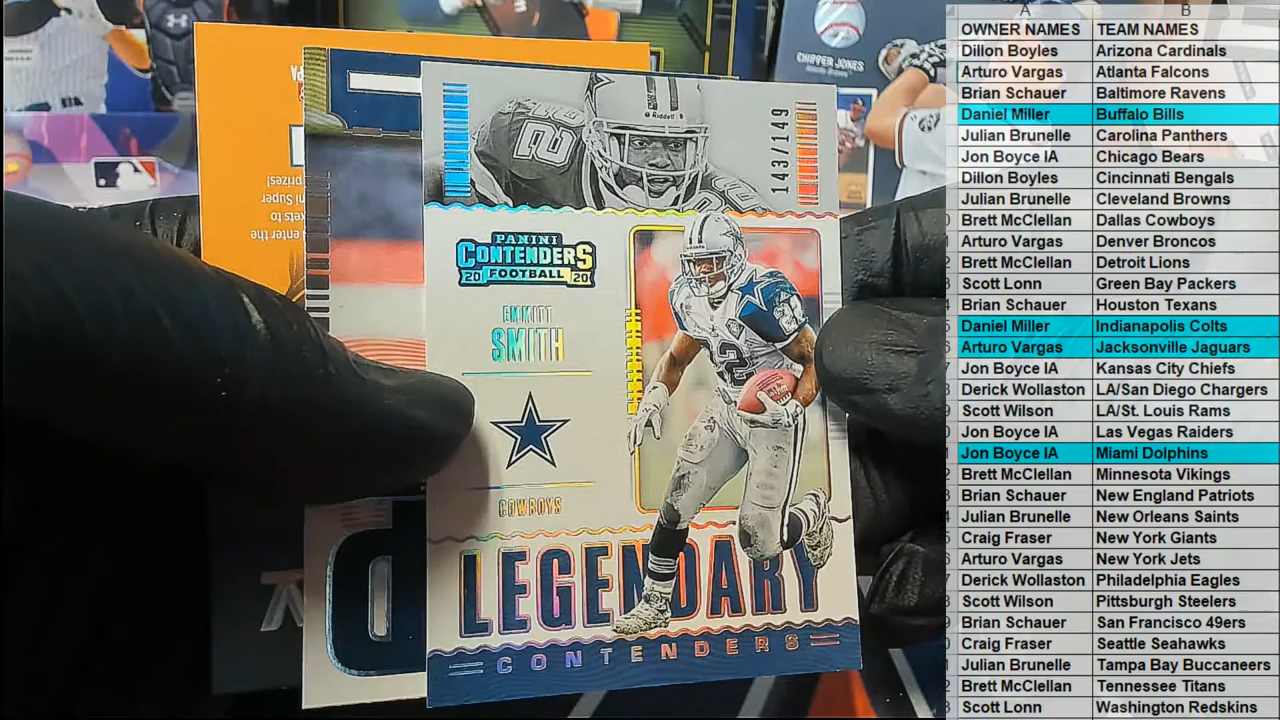 CHIPPER JONES
Riddell
143/149
PANINI
CONTENDERS
2020 FOOTBALL
EMMITT
SMITH
COWBOYS
LEGENDARY
CONTENDERS
A B
OWNER NAMES TEAM NAMES
Dillon Boyles Arizona Cardinals
Arturo Vargas Atlanta Falcons
Brian Schauer Baltimore Ravens
Daniel Miller Buffalo Bills
Julian Brunelle Carolina Panthers
Jon Boyce IA Chicago Bears
Dillon Boyles Cincinnati Bengals
Julian Brunelle Cleveland Browns
Brett McClellan Dallas Cowboys
Arturo Vargas Denver Broncos
Brett McClellan Detroit Lions
Scott Lonn Green Bay Packers
Brian Schauer Houston Texans
Daniel Miller Indianapolis Colts
Arturo Vargas Jacksonville Jaguars
Jon Boyce IA Kansas City Chiefs
Derick Wollaston LA/San Diego Chargers
Scott Wilson LA/St. Louis Rams
Jon Boyce IA Las Vegas Raiders
Jon Boyce IA Miami Dolphins
Brett McClellan Minnesota Vikings
Brian Schauer New England Patriots
Julian Brunelle New Orleans Saints
Craig Fraser New York Giants
Arturo Vargas New York Jets
Derick Wollaston Philadelphia Eagles
Scott Wilson Pittsburgh Steelers
Brian Schauer San Francisco 49ers
Craig Fraser Seattle Seahawks
Julian Brunelle Tampa Bay Buccaneers
Brett McClellan Tennessee Titans
Scott Lonn Washington Redskins